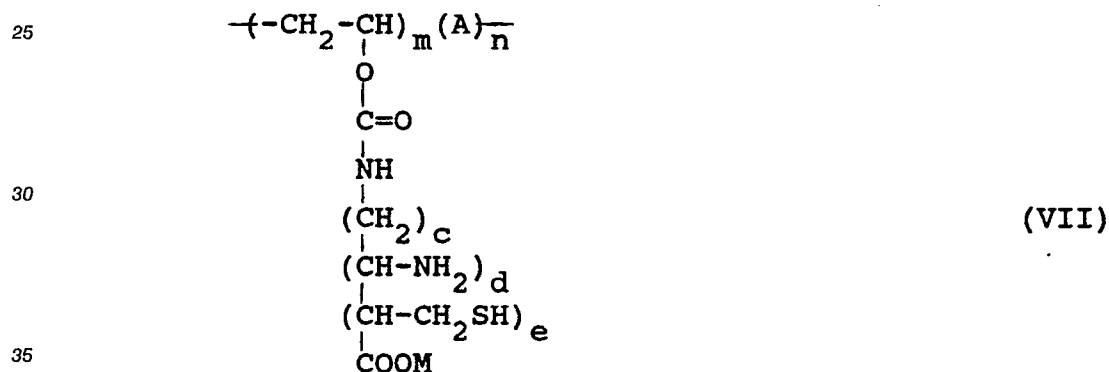 25 -(-CH2-CH)m(A)n-
O
C=O
30 NH
(CH2)c (VII)
(CH-NH2)d
(CH-CH2SH)e
35 COOM